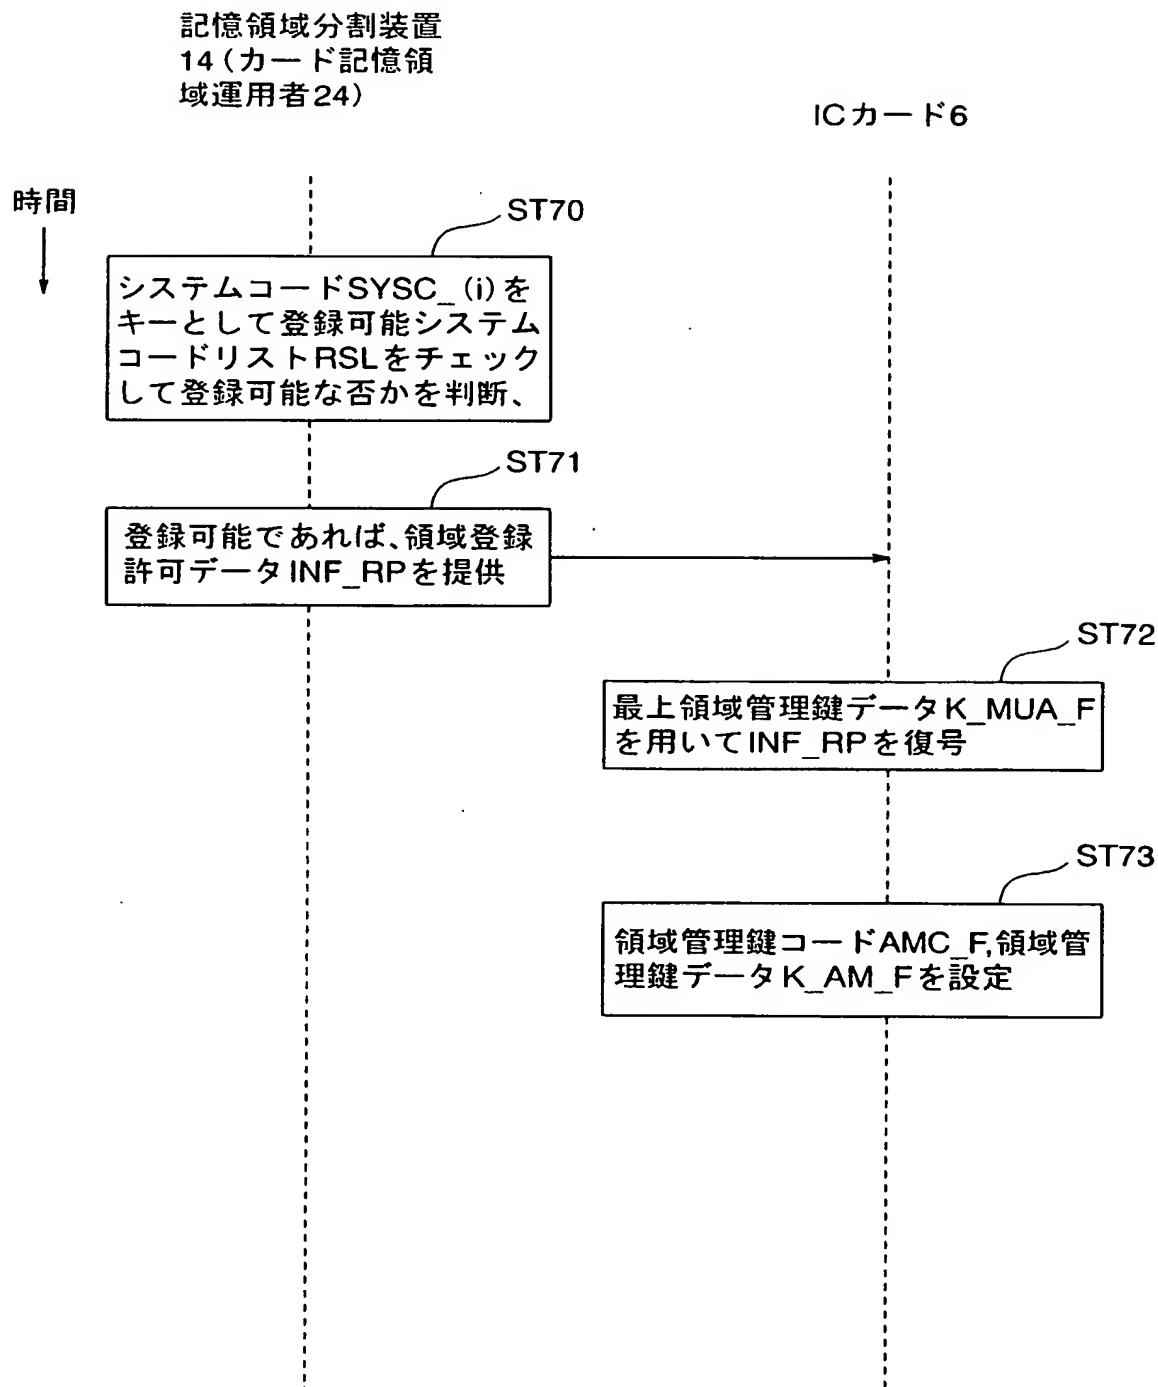 記憶領域分割装置
14(カード記憶領
域運用者24)
ICカード6
時間
ST70
システムコードSYSC_(i)を
キーとして登録可能システム
コードリストRSLをチェック
して登録可能な否かを判断、
ST71
登録可能であれば、領域登録
許可データINF_RPを提供
ST72
最上領域管理鍵データK_MUA_F
を用いてINF_RPを復号
ST73
領域管理鍵コードAMC_F,領域管
理鍵データK_AM_Fを設定